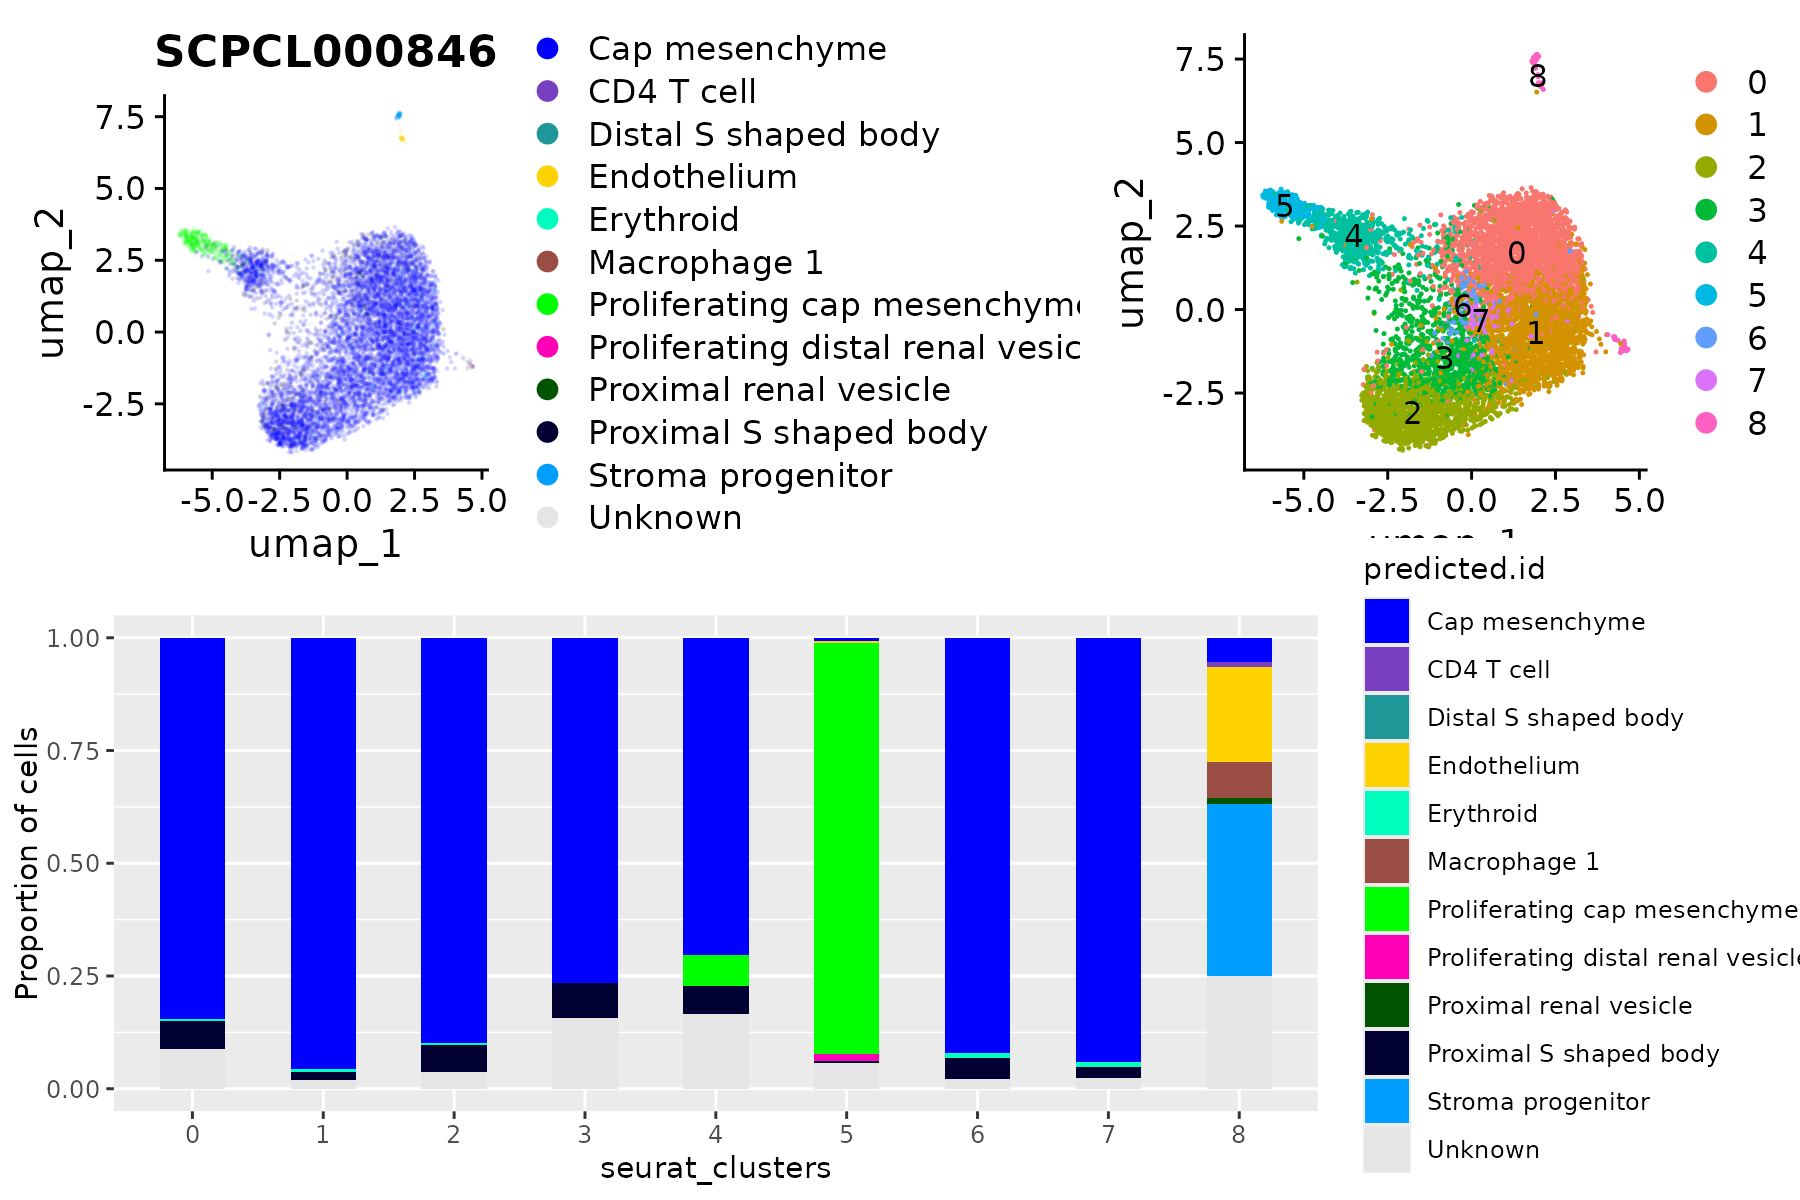 SCPCL000846
umap_2
7.5
5.0
2.5
0.0
-2.5
-5.0 -2.5 0.0 2.5 5.0
umap_1
Cap mesenchyme
CD4 T cell
Distal S shaped body
Endothelium
Erythroid
Macrophage 1
Proliferating cap mesenchyme
Proliferating distal renal vesic
Proximal renal vesicle
Proximal S shaped body
Stroma progenitor
Unknown
umap_2
7.5
5.0
2.5
0.0
-2.5
8
5
4
0
6
7
1
3
2
-5.0 -2.5 0.0 2.5 5.0
umap_1
0
1
2
3
4
5
6
7
8
Proportion of cells
1.00
0.75
0.50
0.25
0.00
0 1 2 3 4 5 6 7 8
seurat_clusters
predicted.id
Cap mesenchyme
CD4 T cell
Distal S shaped body
Endothelium
Erythroid
Macrophage 1
Proliferating cap mesenchyme
Proliferating distal renal vesicle
Proximal renal vesicle
Proximal S shaped body
Stroma progenitor
Unknown